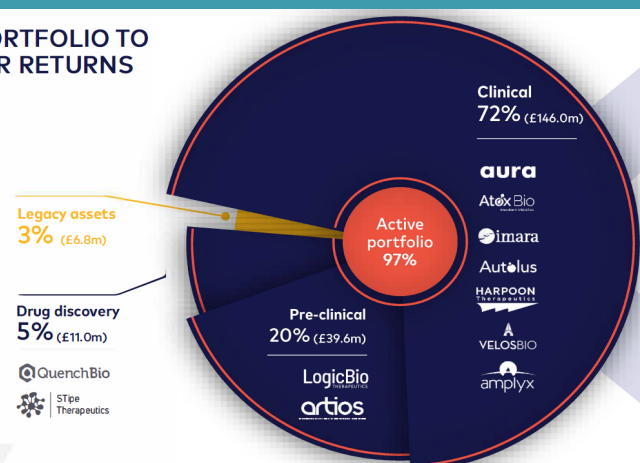 ORTFOLIO TO
R RETURNS
Clinical
72% (£146.0m)
aura
Atox Bio
imara
Autolus
HARPOON
Therapeutics
VELOSBIO
amplyx
Active
portfolio
97%
Legacy assets
3% (£6.8m)
Drug discovery
5% (£11.0m)
QuenchBio
STipe
Therapeutics
Pre-clinical
20% (£39.6m)
LogicBio
THERAPEUTICS
artios